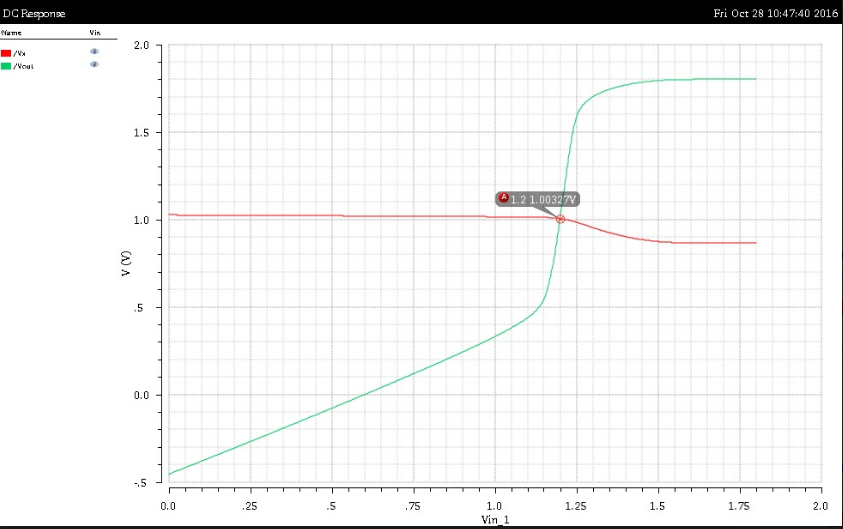 DC Response Fri Oct 28 10:47:40 2016
Name Vin
/Vx
/Vout
2.0
1.5
1.0
.5
0.0
-.5
V (V)
A 1.2 1.00327V
0.0 .25 .5 .75 1.0 1.25 1.5 1.75 2.0
Vin_1